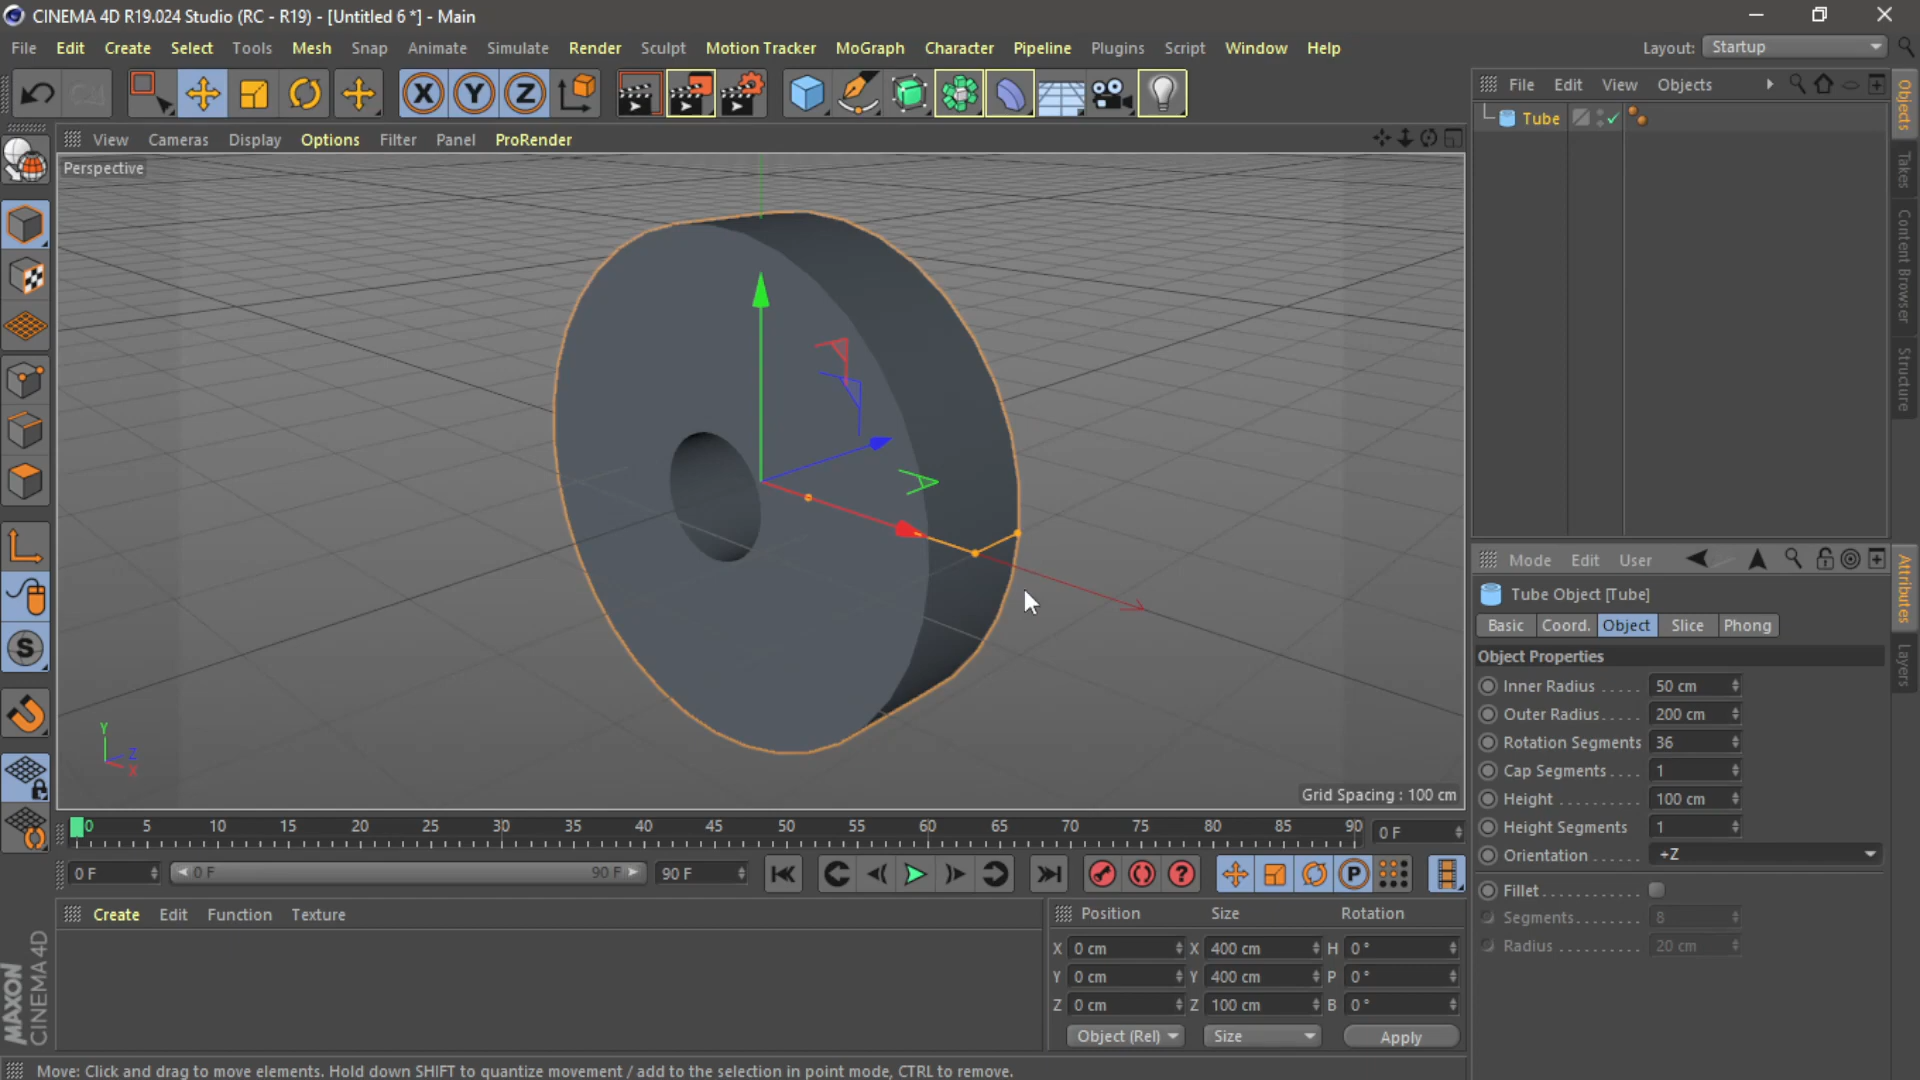 CINEMA 4D R19.024 Studio (RC - R19) - [Untitled 6 *] - Main
File Edit Create Select Tools Mesh Snap Animate Simulate Render Sculpt Motion Tracker MoGraph Character Pipeline Plugins Script Window Help Layout: Startup
X Y Z
File Edit View Objects
View Cameras Display Options Filter Panel ProRender
Perspective
Tube
Objects
Takes
Content Browser
Structure
S
Y
Z
X
Grid Spacing : 100 cm
Mode Edit User
Tube Object [Tube]
Basic Coord. Object Slice Phong
Object Properties
Inner Radius ..... 50 cm
Outer Radius..... 200 cm
Rotation Segments 36
Cap Segments .... 1
Height .......... 100 cm
Height Segments 1
Orientation ...... +Z
Fillet...........
Segments........ 8
Radius .......... 20 cm
Attributes
Layers
0 5 10 15 20 25 30 35 40 45 50 55 60 65 70 75 80 85 90 0 F
0 F 0 F 90 F 90 F ? P
Create Edit Function Texture
Position Size Rotation
X 0 cm X 400 cm H 0 °
Y 0 cm Y 400 cm P 0 °
Z 0 cm Z 100 cm B 0 °
Object (Rel) Size Apply
MAXON
CINEMA 4D
Move: Click and drag to move elements. Hold down SHIFT to quantize movement / add to the selection in point mode, CTRL to remove.